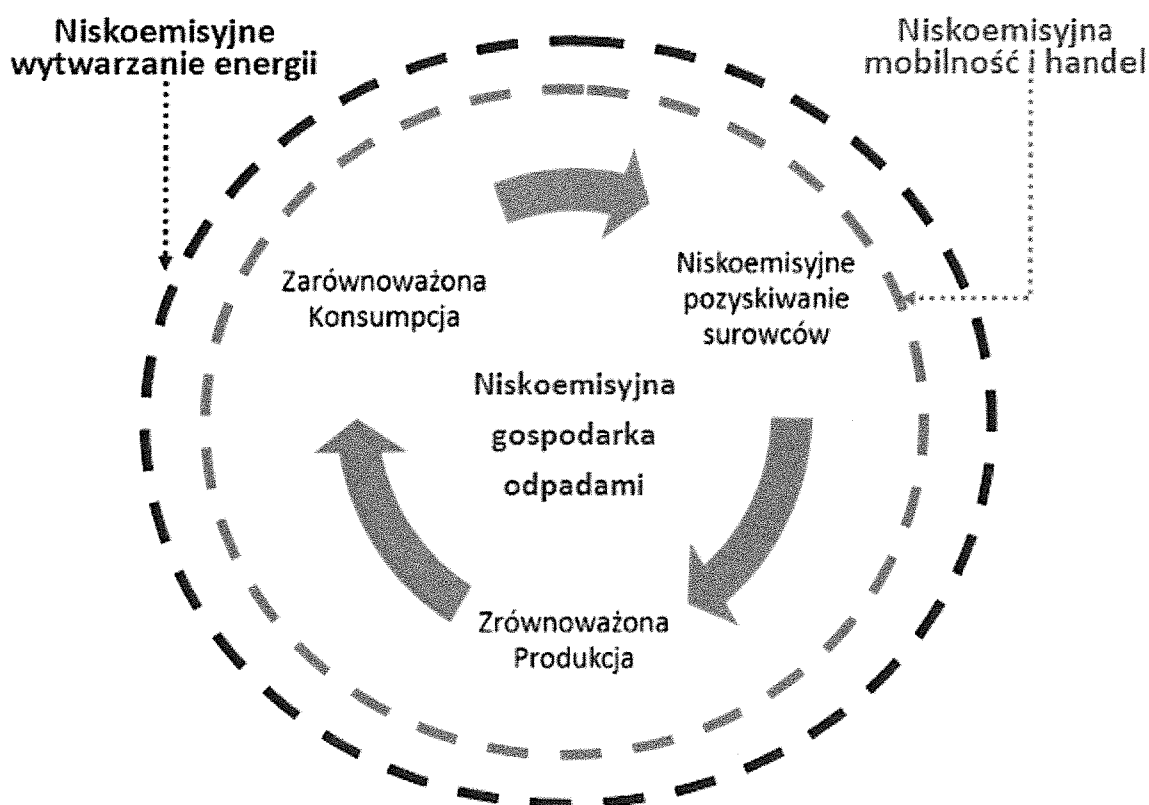 Niskoemisyjne
wytwarzanie energii
Niskoemisyjna
mobilność i handel
Zarównoważona
Konsumpcja
Niskoemisyjne
pozyskiwanie
surowców
Niskoemisyjna
gospodarka
odpadami
Zrównoważona
Produkcja